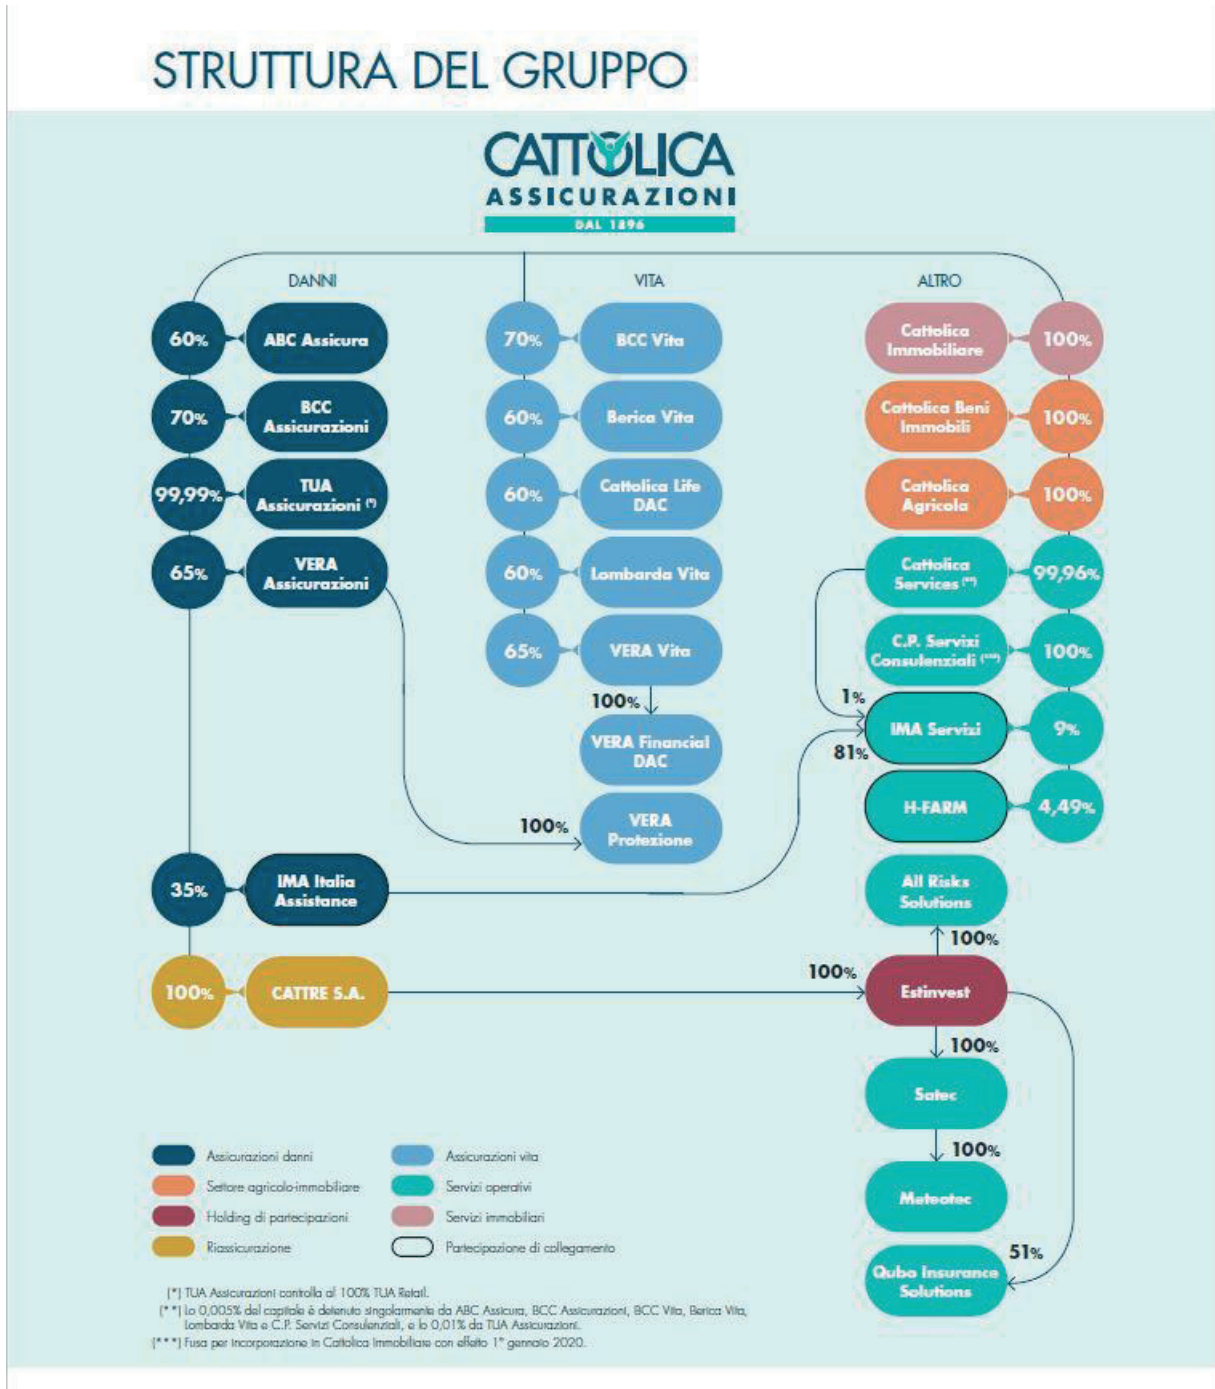 STRUTTURA DEL GRUPPO
CATTOLICA
ASSICURAZIONI
DAL 1896
DANNI
VITA
ALTRO
60%
ABC Assicura
70%
BCC
Assicurazioni
99,99%
TUA
Assicurazioni (*)
65%
VERA
Assicurazioni
35%
IMA Italia
Assistance
100%
CATTRE S.A.
70%
BCC Vita
60%
Berica Vita
60%
Cattolica Life
DAC
60%
Lombarda Vita
65%
VERA Vita
100%
VERA Financial
DAC
100%
VERA
Protezione
Cattolica
Immobiliare
100%
Cattolica Beni
Immobili
100%
Cattolica
Agricola
100%
Cattolica
Services (**)
99,96%
C.P. Servizi
Consulenziali (***)
100%
1%
IMA Servizi
9%
81%
H-FARM
4,49%
All Risks
Solutions
100%
100%
Estinvest
100%
Satec
100%
Meteotec
51%
Qubo Insurance
Solutions
Assicurazioni danni
Settore agricolo-immobiliare
Holding di partecipazioni
Riassicurazione
Assicurazioni vita
Servizi operativi
Servizi immobiliari
Partecipazione di collegamento
(*) TUA Assicurazioni controlla al 100% TUA Retail.
(**) Lo 0,005% del capitale è detenuto singolarmente da ABC Assicura, BCC Assicurazioni, BCC Vita, Berica Vita,
Lombarda Vita e C.P. Servizi Consulenziali, e lo 0,01% da TUA Assicurazioni.
(***) Fusa per incorporazione in Cattolica Immobiliare con effetto 1° gennaio 2020.